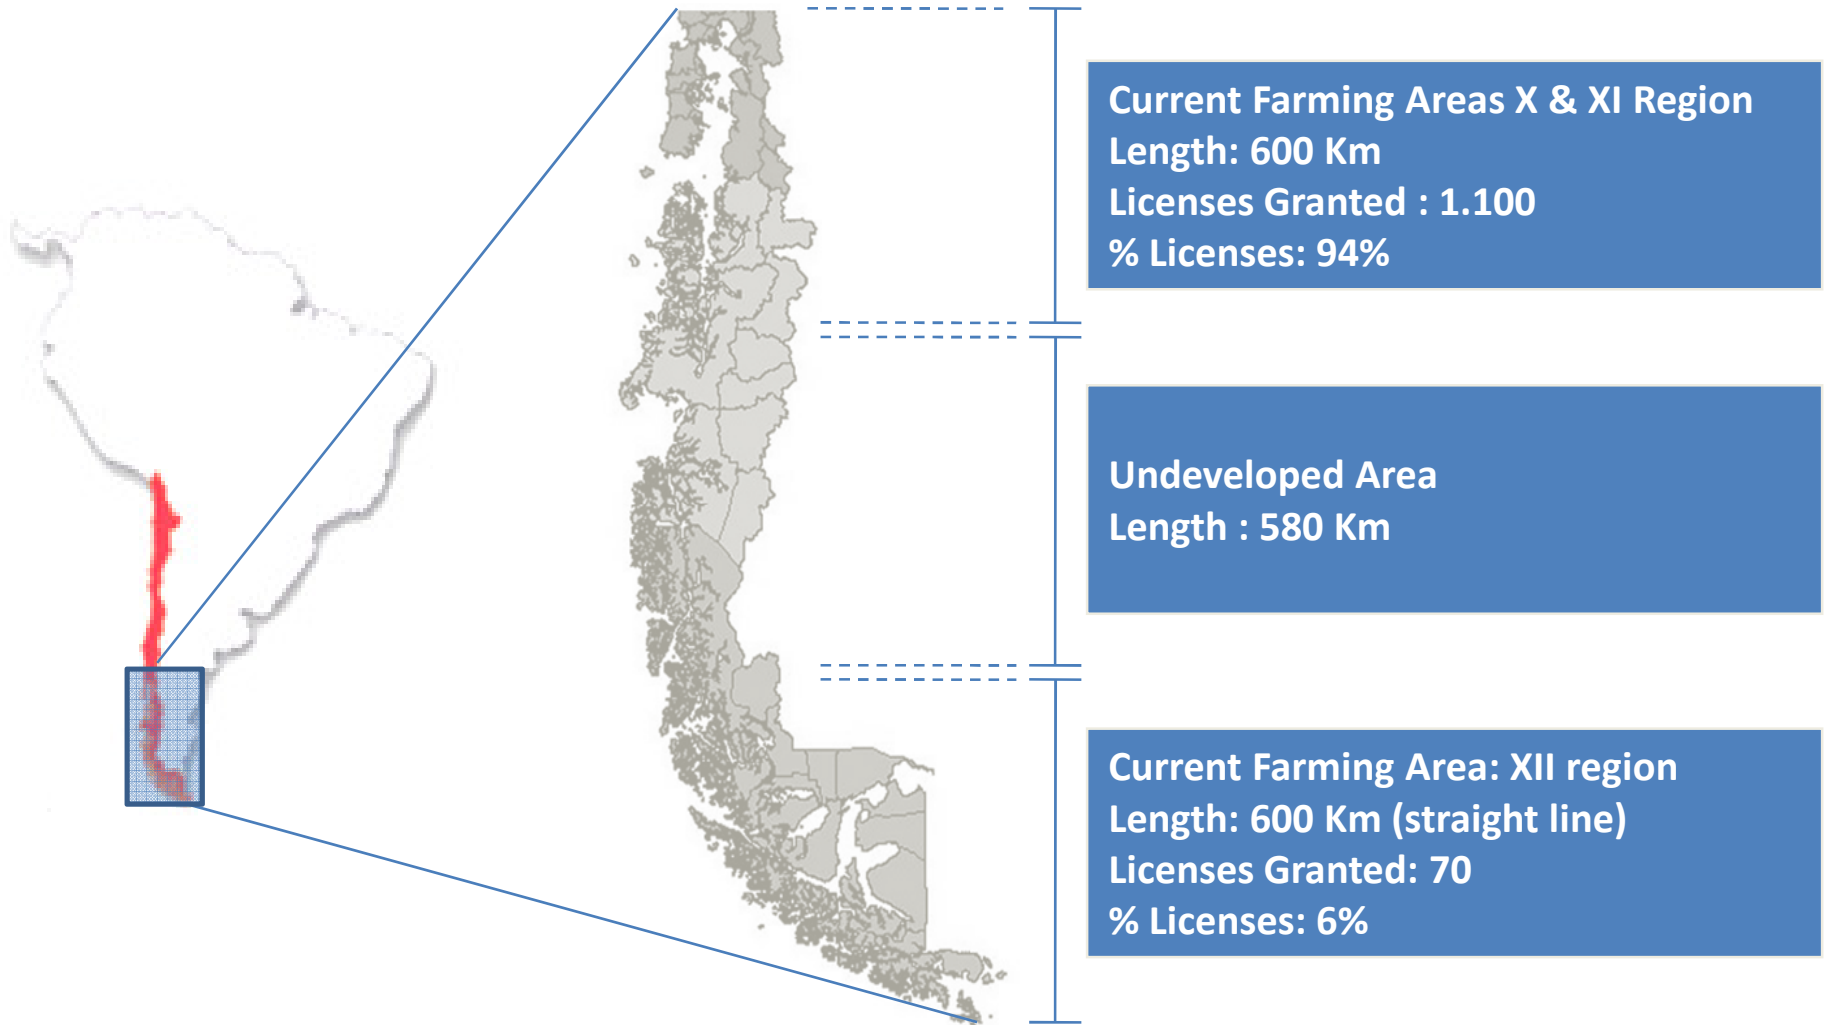 Current Farming Areas X & XI Region
Length: 600 Km
Licenses Granted : 1.100
% Licenses: 94%
Undeveloped Area
Length : 580 Km
Current Farming Area: XII region
Length: 600 Km (straight line)
Licenses Granted: 70
% Licenses: 6%